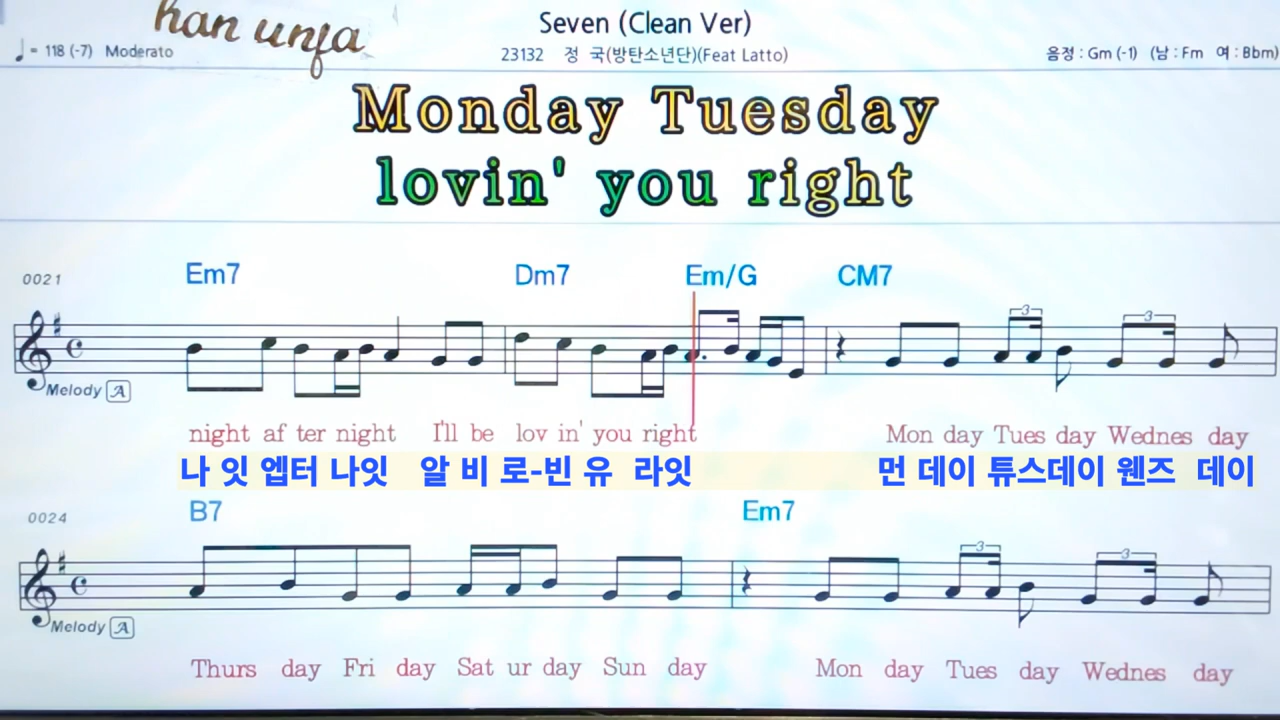 han unja
Seven (Clean Ver)
♩= 118 (-7) Moderato
23132 정 국(방탄소년단)(Feat Latto)
음정 : Gm (-1) (남 : Fm 여 : Bbm)
Monday Tuesday
lovin' you right
0021 Em7 Dm7 Em/G CM7
3 3
Melody A
night af ter night I'll be lov in' you right Mon day Tues day Wednes day
나 잇 엡터 나잇 알 비 로-빈 유 라잇 먼 데이 튜스데이 웬즈 데이
0024 B7 Em7
3 3
Melody A
Thurs day Fri day Sat ur day Sun day Mon day Tues day Wednes day